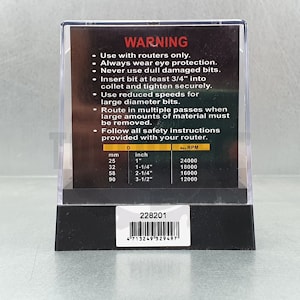 WARNING
• Use with routers only.
• Always wear eye protection.
• Never use dull damaged bits.
• Insert bit at least 3/4" into
collet and tighten securely.
• Use reduced speeds for
large diameter bits.
• Route in multiple passes when
large amounts of material must
be removed.
• Follow all safety instructions
provided with your router.
D RPM
mm inch
25 1" 24000
32 1-1/4" 18000
58 2-1/4" 16000
90 3-1/2" 12000
228201